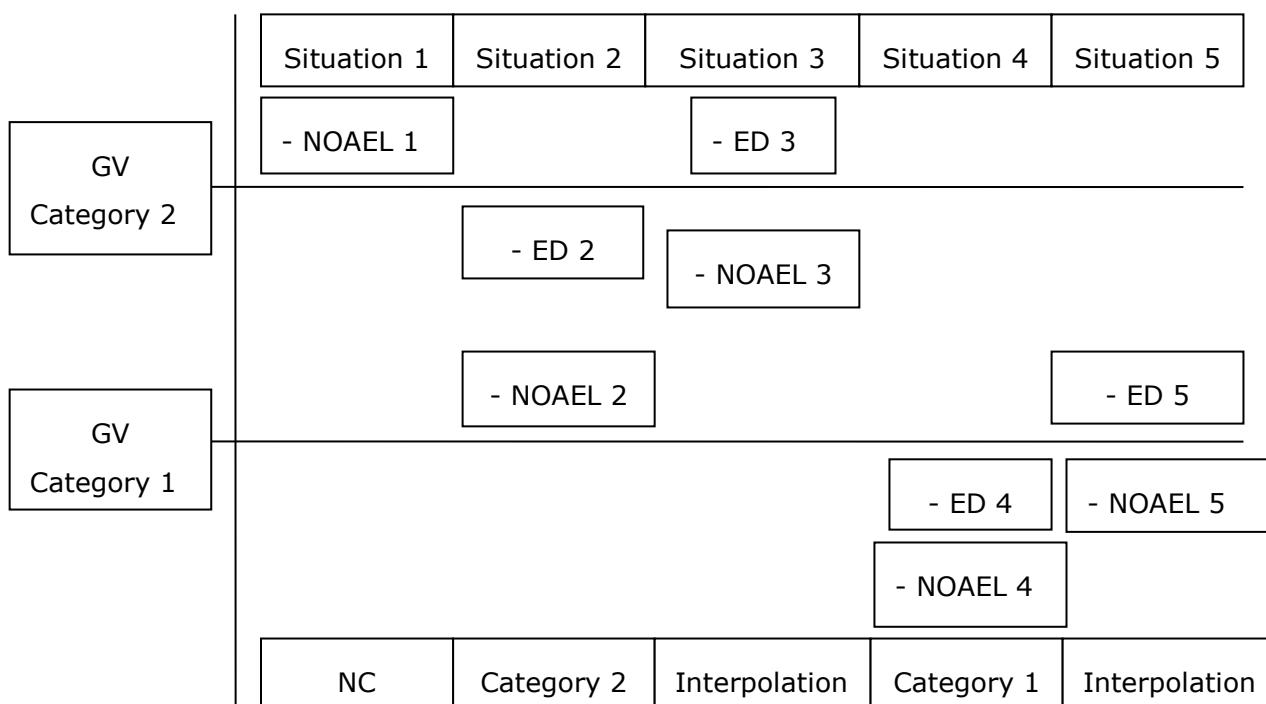 Situation 1 Situation 2 Situation 3 Situation 4 Situation 5
- NOAEL 1 - ED 3
GV
Category 2
- ED 2
- NOAEL 3
- NOAEL 2 - ED 5
GV
Category 1
- ED 4 - NOAEL 5
- NOAEL 4
NC Category 2 Interpolation Category 1 Interpolation